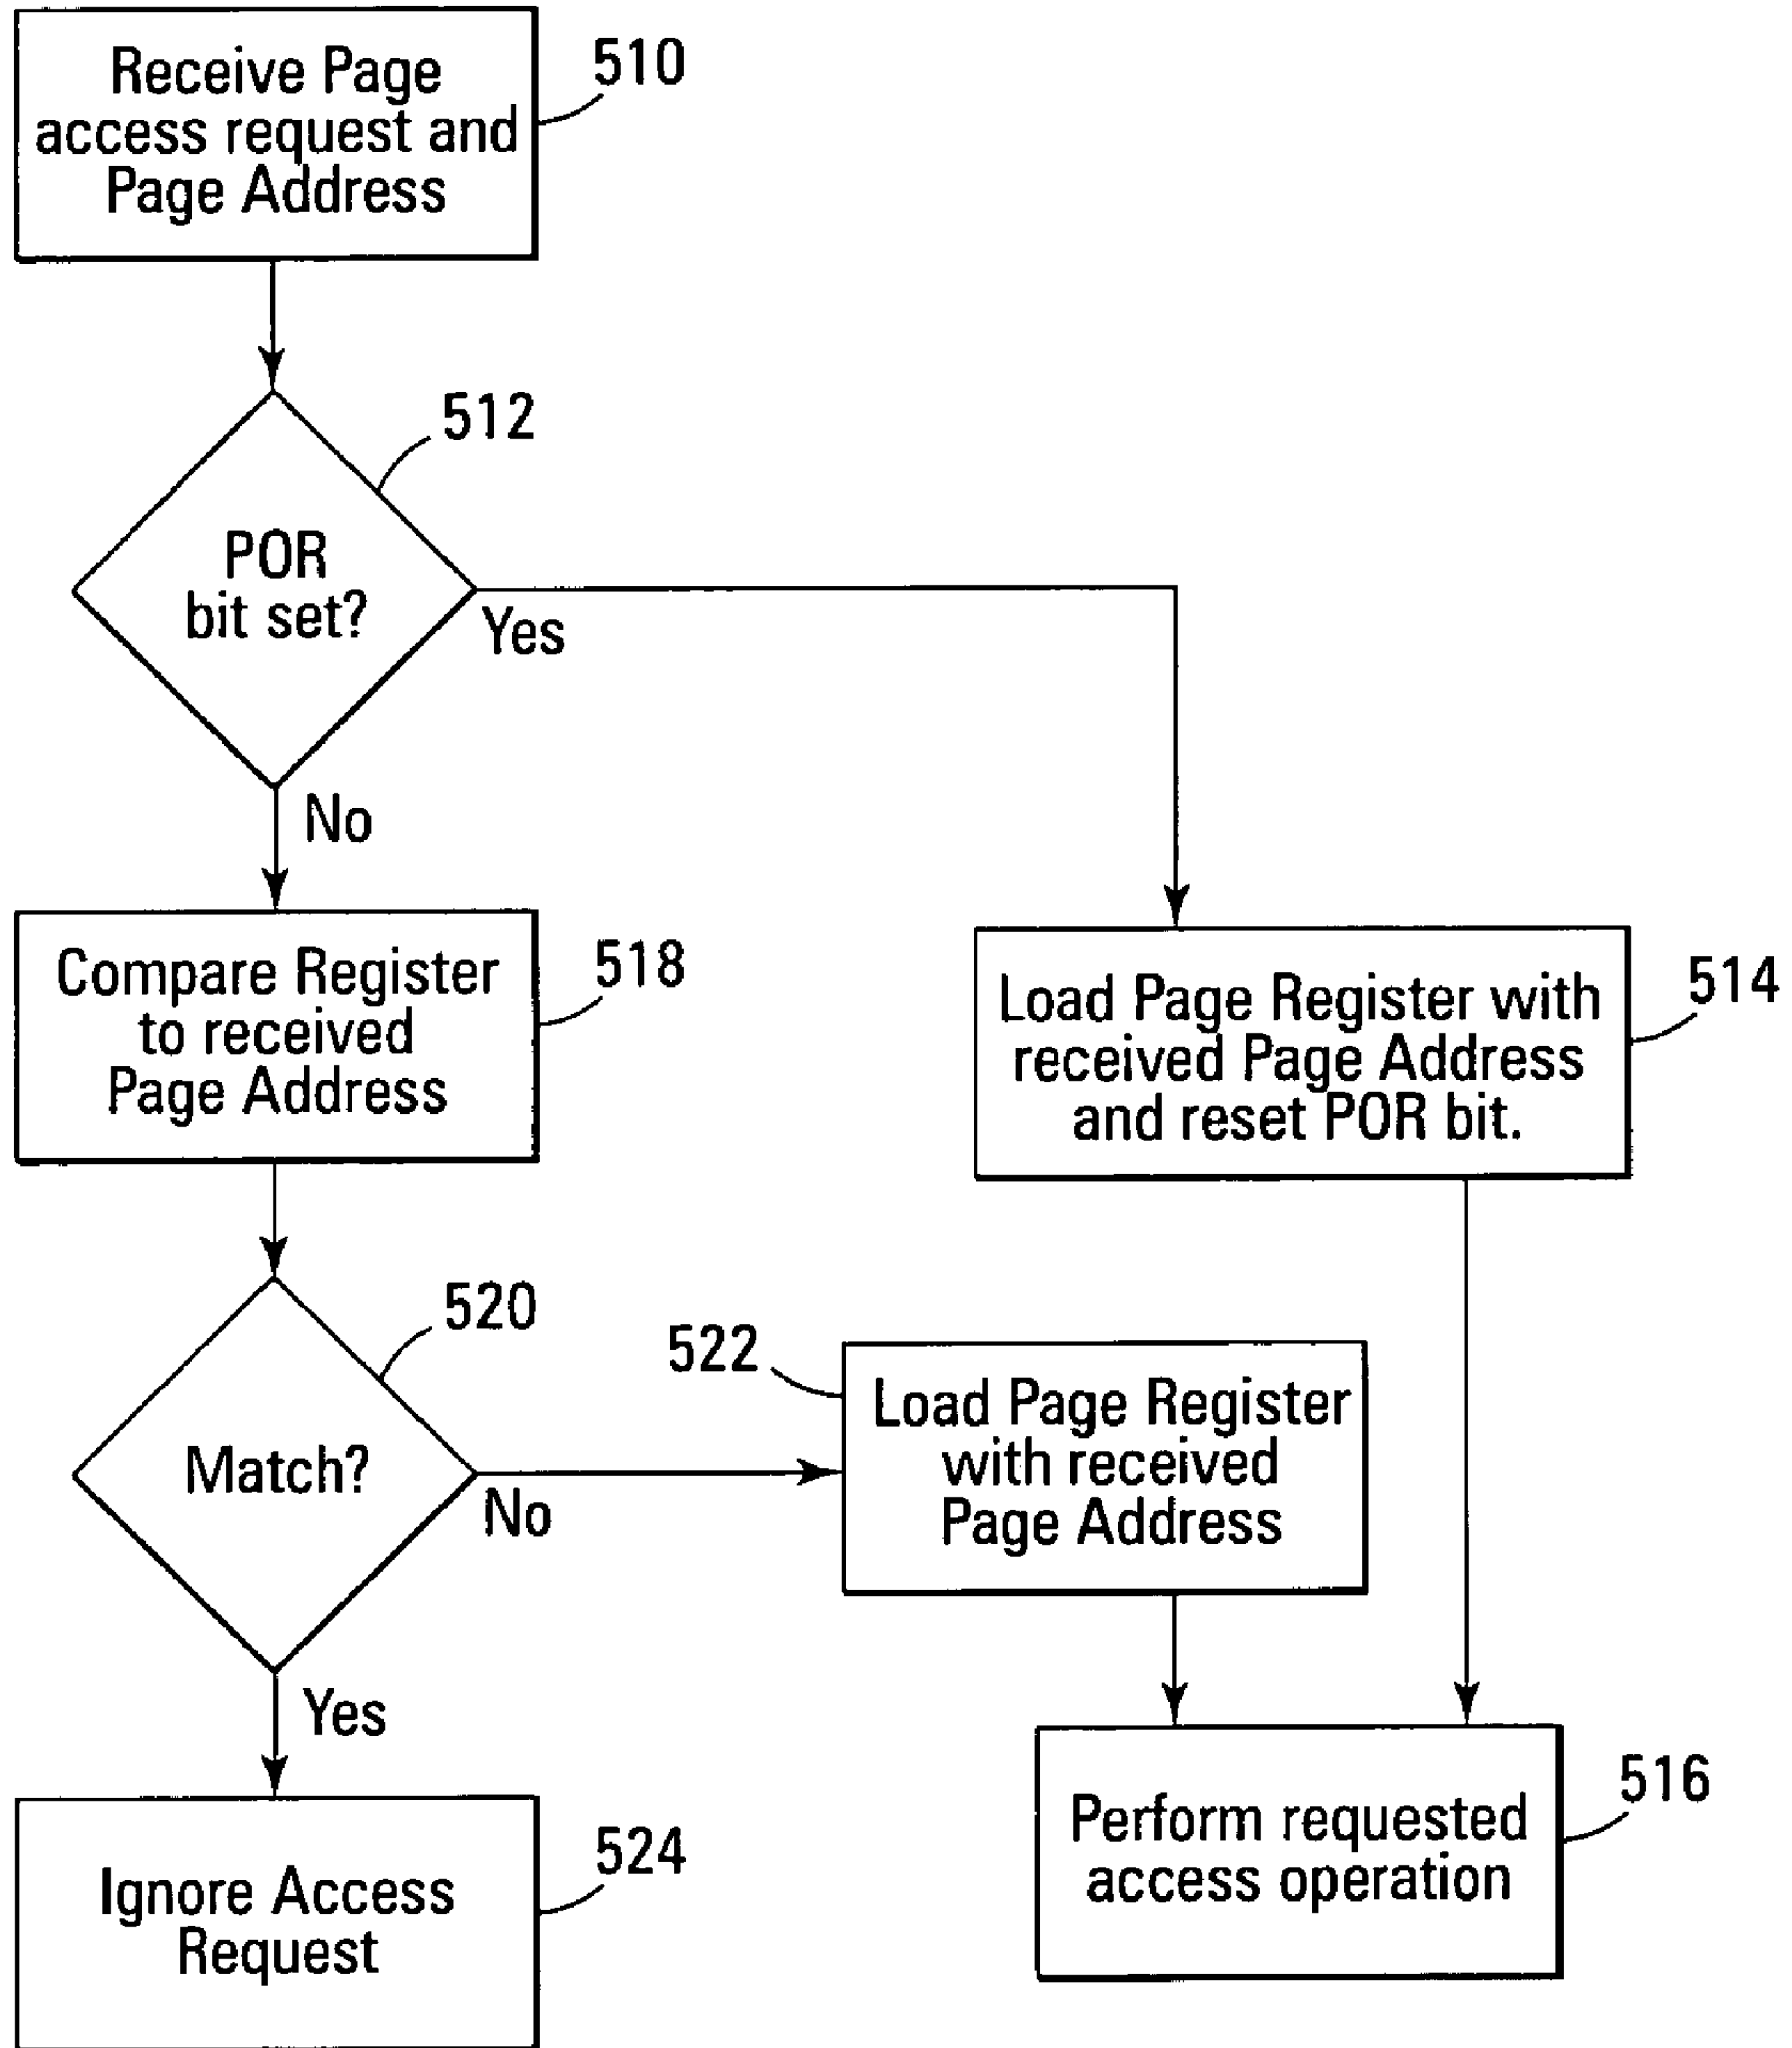 Receive Page
access request and
Page Address
510
512
POR
bit set?
Yes
No
Compare Register
to received
Page Address
518
Load Page Register with
received Page Address
and reset POR bit.
514
520
Match?
No
522
Load Page Register
with received
Page Address
Yes
Ignore Access
Request
524
Perform requested
access operation
516